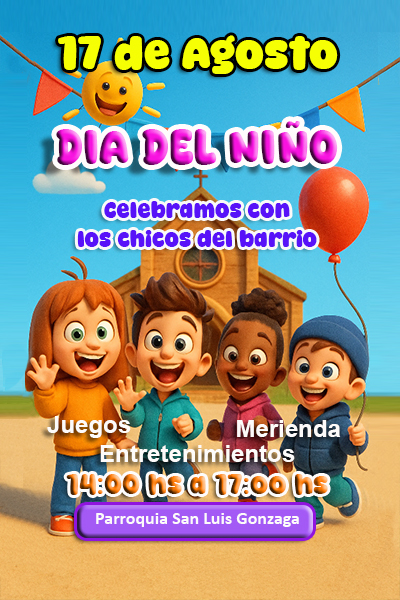 17 de Agosto
DIA DEL NIÑO
celebramos con
los chicos del barrio
Juegos
Merienda
Entretenimientos
14:00 hs a 17:00 hs
Parroquia San Luis Gonzaga